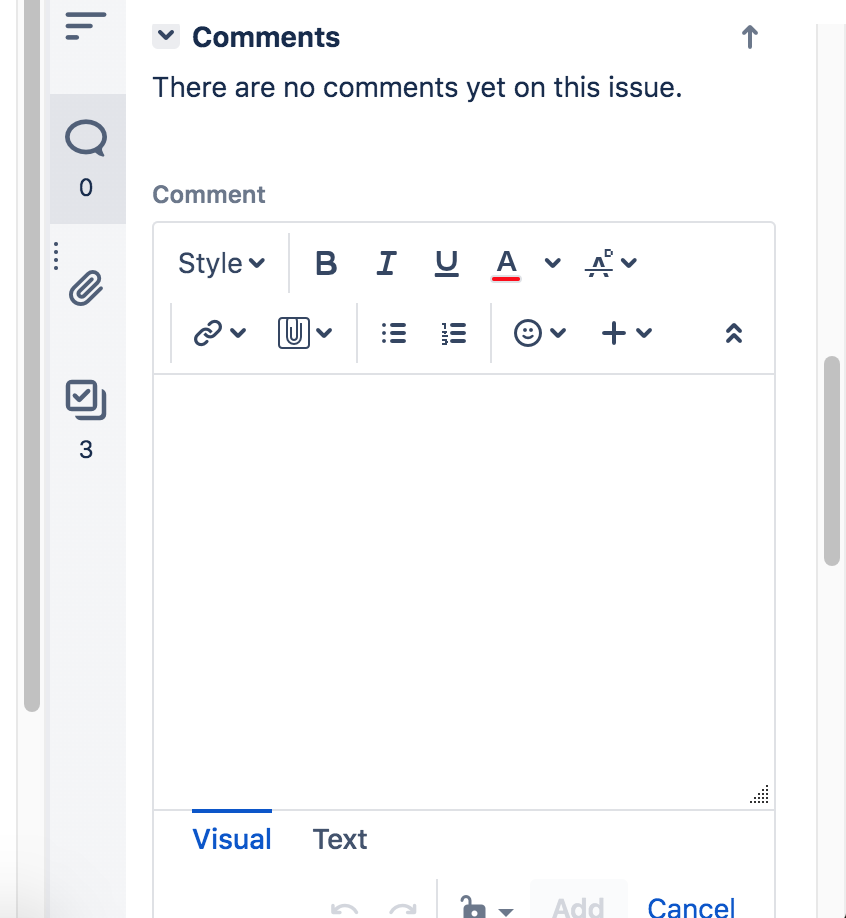 Comments
There are no comments yet on this issue.
0
Comment
Style B I U A
3
Visual Text
Add Cancel